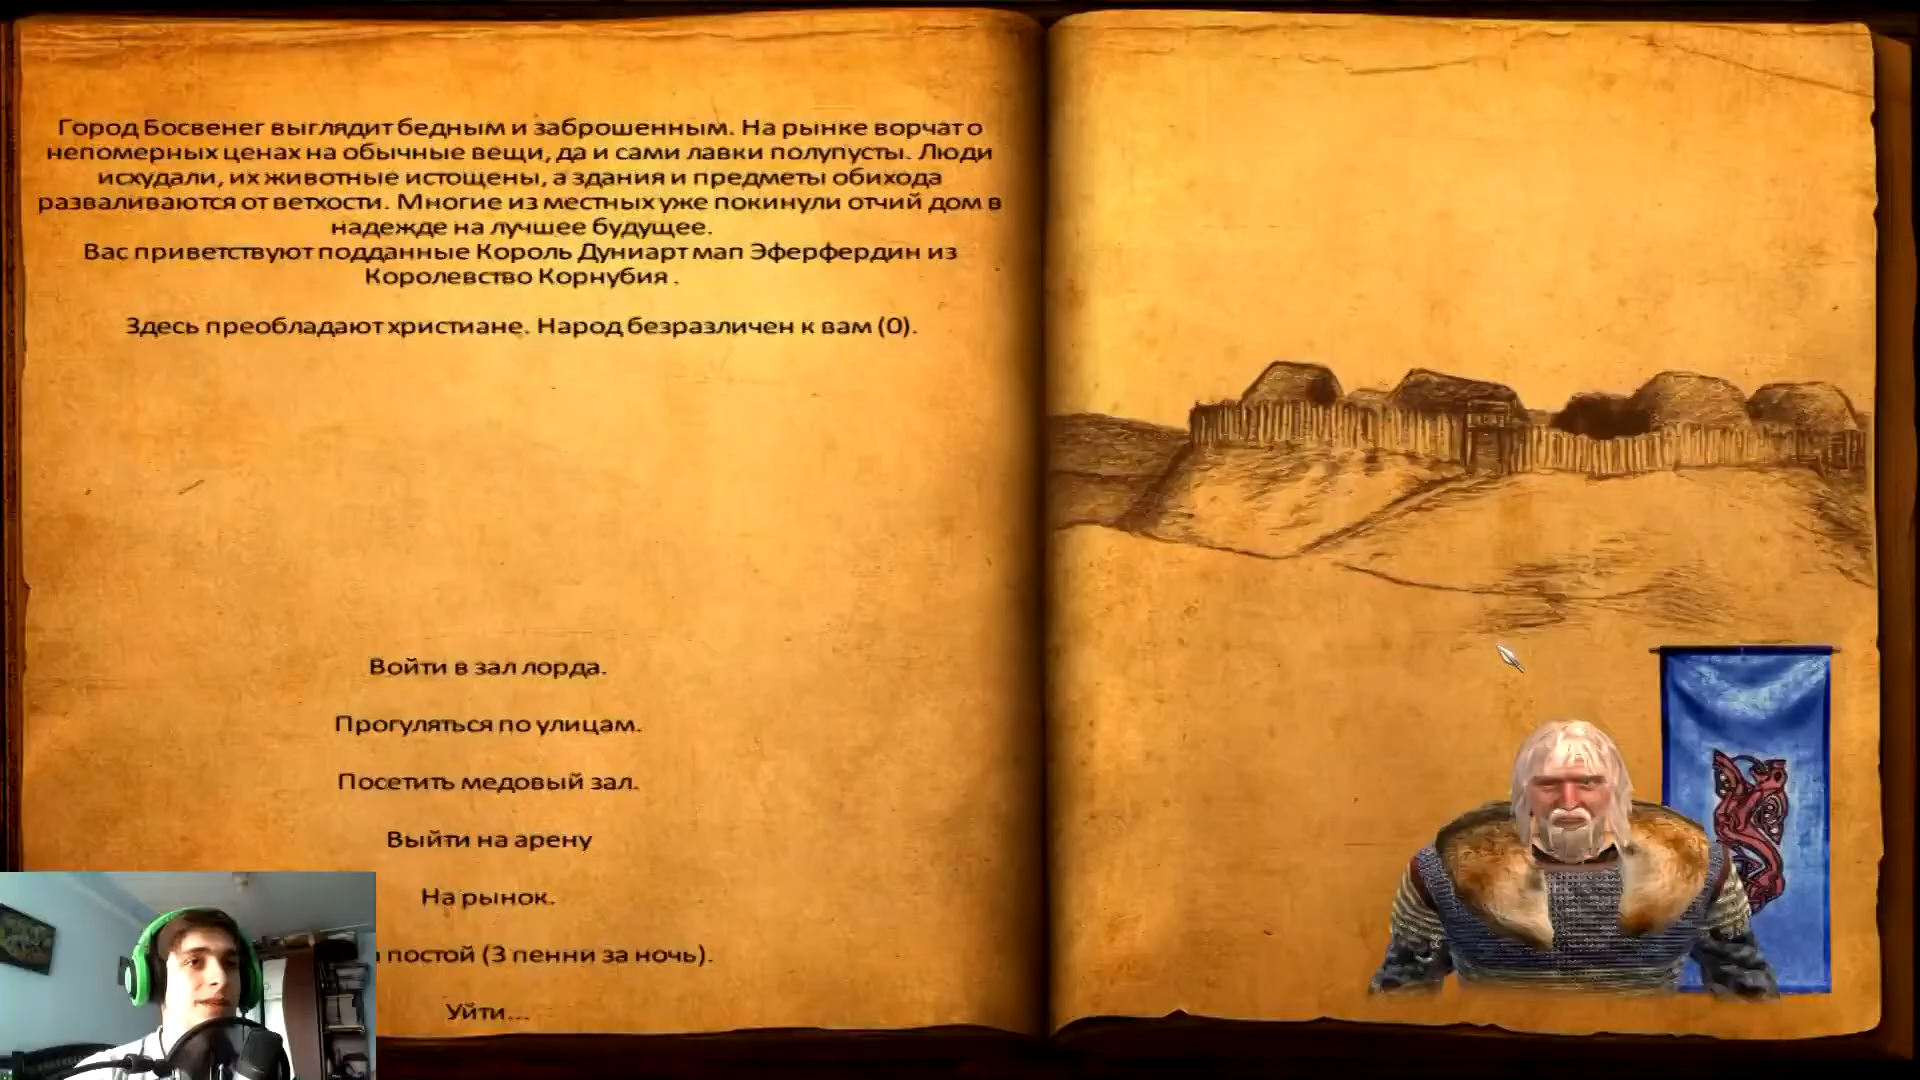 Город Босвенег выглядит бедным и заброшенным. На рынке ворчат о
непомерных ценах на обычные вещи, да и сами лавки полупусты. Люди
исхудали, их животные истощены, а здания и предметы обихода
разваливаются от ветхости. Многие из местных уже покинули отчий дом в
надежде на лучшее будущее.
Вас приветствуют подданные Король Дуниарт мап Эферфердин из
Королевство Корнубия .
Здесь преобладают христиане. Народ безразличен к вам (0).
Войти в зал лорда.
Прогуляться по улицам.
Посетить медовый зал.
Выйти на арену
На рынок.
постой (3 пенни за ночь).
Уйти...